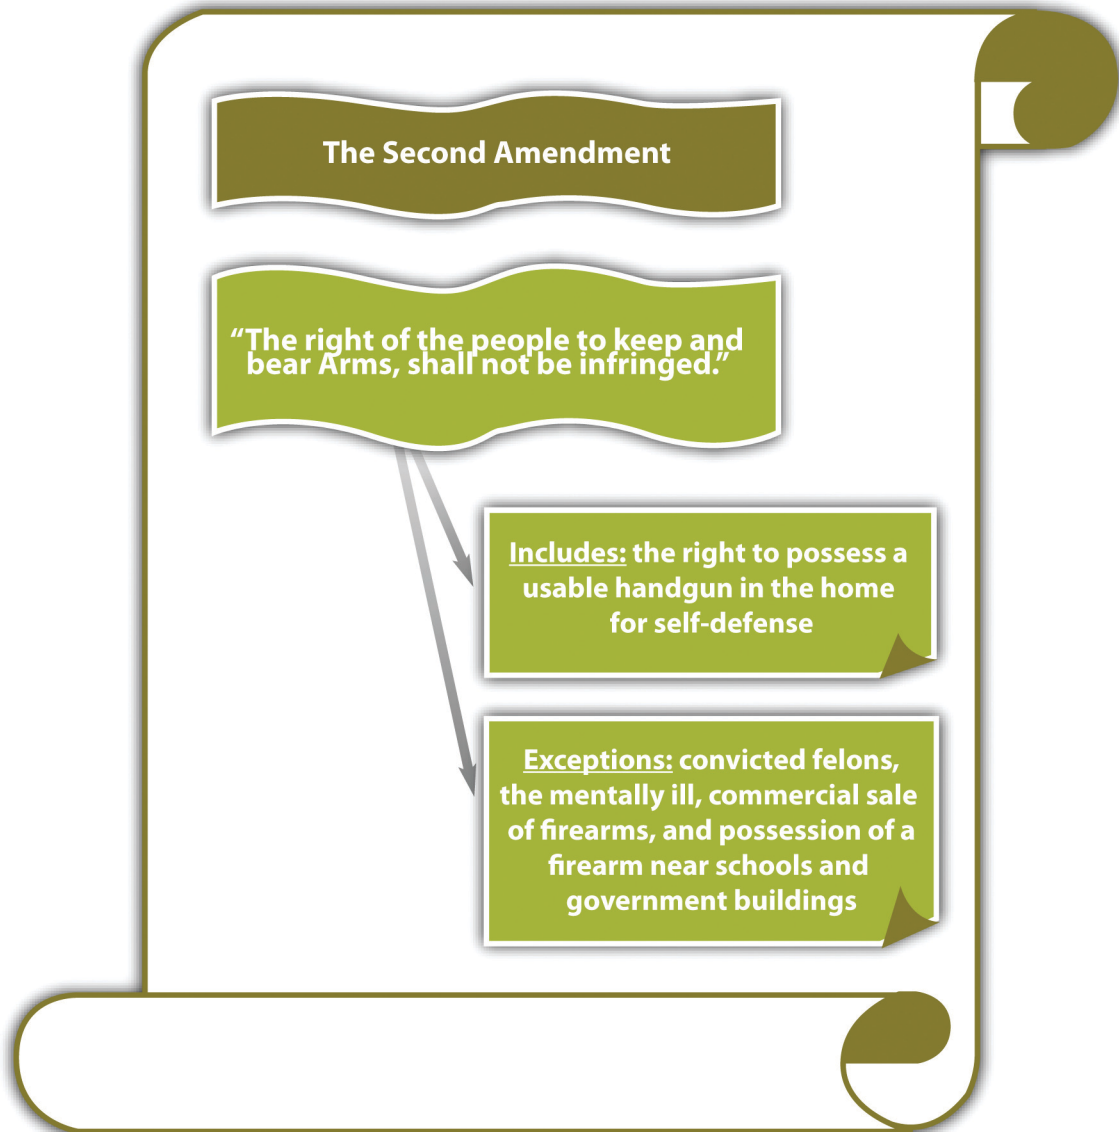 The Second Amendment
“The right of the people to keep and
bear Arms, shall not be infringed.”
Includes: the right to possess a
usable handgun in the home
for self-defense
Exceptions: convicted felons,
the mentally ill, commercial sale
of firearms, and possession of a
firearm near schools and
government buildings